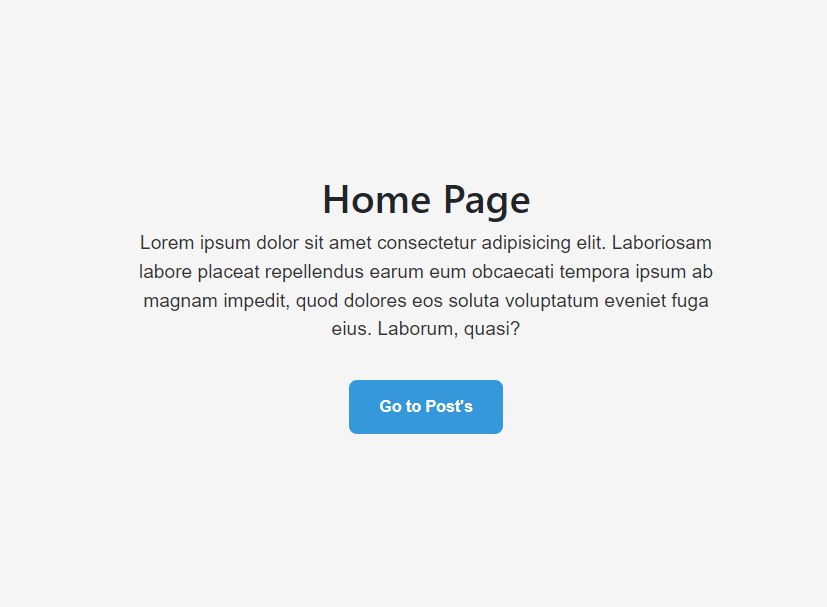 Home Page
Lorem ipsum dolor sit amet consectetur adipisicing elit. Laboriosam
labore placeat repellendus earum eum obcaecati tempora ipsum ab
magnam impedit, quod dolores eos soluta voluptatum eveniet fuga
eius. Laborum, quasi?
Go to Post's